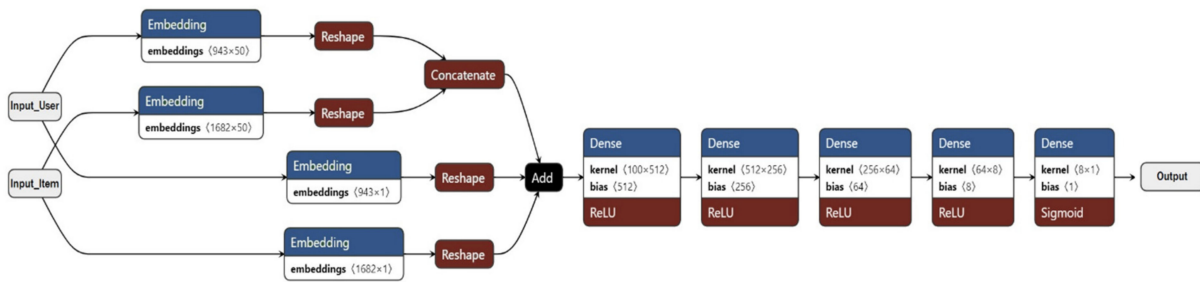 Input_User
Input_Item
Embedding
embeddings ⟨943×50⟩
Reshape
Embedding
embeddings ⟨1682×50⟩
Reshape
Concatenate
Embedding
embeddings ⟨943×1⟩
Reshape
Embedding
embeddings ⟨1682×1⟩
Reshape
Add
Dense
kernel ⟨100×512⟩
bias ⟨512⟩
ReLU
Dense
kernel ⟨512×256⟩
bias ⟨256⟩
ReLU
Dense
kernel ⟨256×64⟩
bias ⟨64⟩
ReLU
Dense
kernel ⟨64×8⟩
bias ⟨8⟩
ReLU
Dense
kernel ⟨8×1⟩
bias ⟨1⟩
Sigmoid
Output